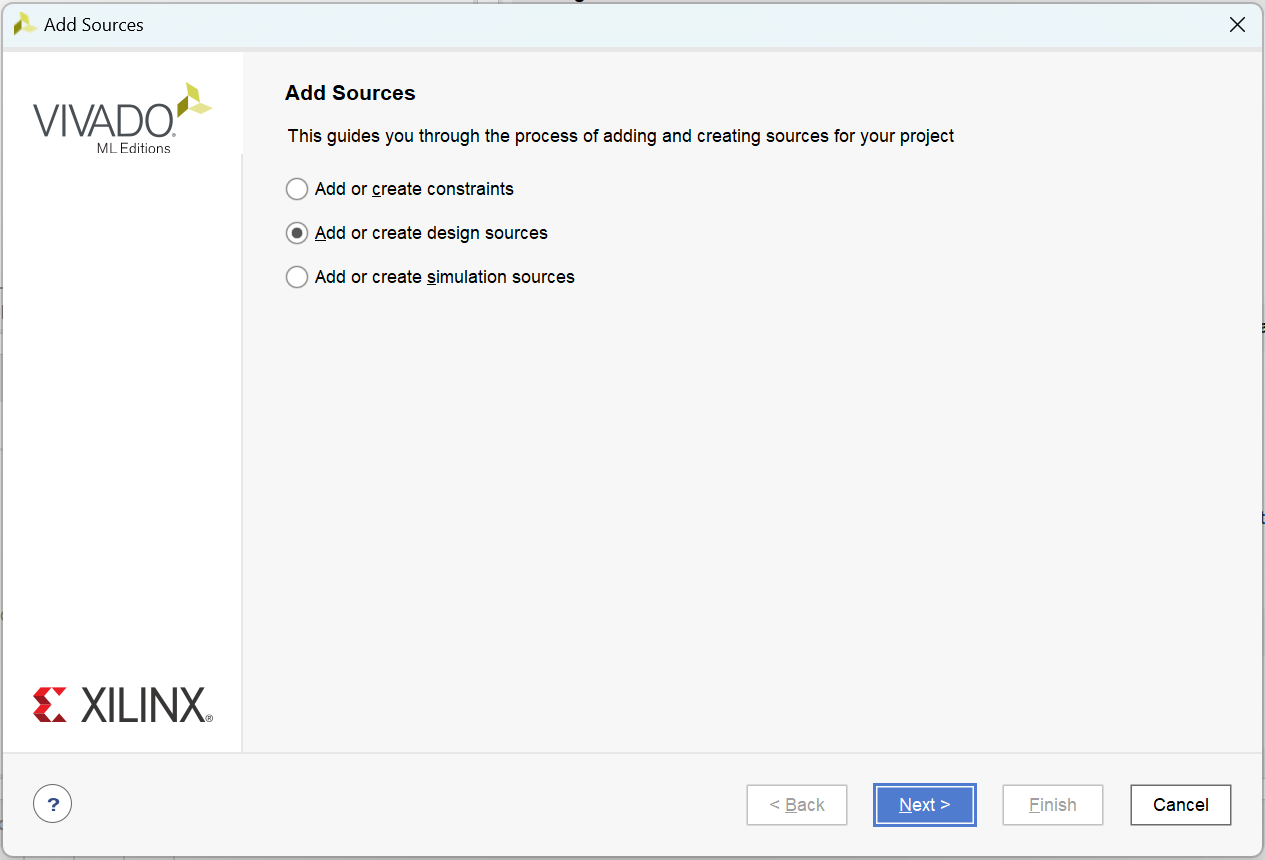 Add Sources
VIVADO.
ML Editions
Add Sources
This guides you through the process of adding and creating sources for your project
Add or create constraints
Add or create design sources
Add or create simulation sources
XILINX®
?
< Back
Next >
Finish
Cancel